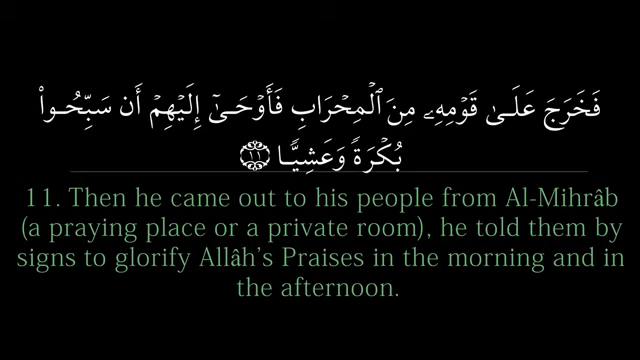 فَخَرَجَ عَلَىٰ قَوْمِهِۦ مِنَ ٱلْمِحْرَابِ فَأَوْحَىٰٓ إِلَيْهِمْ أَن سَبِّحُوا۟
بُكْرَةً وَعَشِيًّا ١١
11. Then he came out to his people from Al-Mihrâb
(a praying place or a private room), he told them by
signs to glorify Allâh’s Praises in the morning and in
the afternoon.